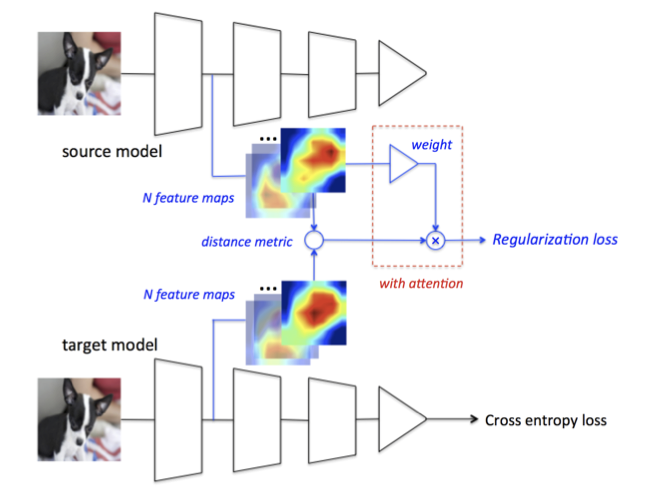 source model
weight
N feature maps
distance metric
×
Regularization loss
with attention
N feature maps
target model
Cross entropy loss